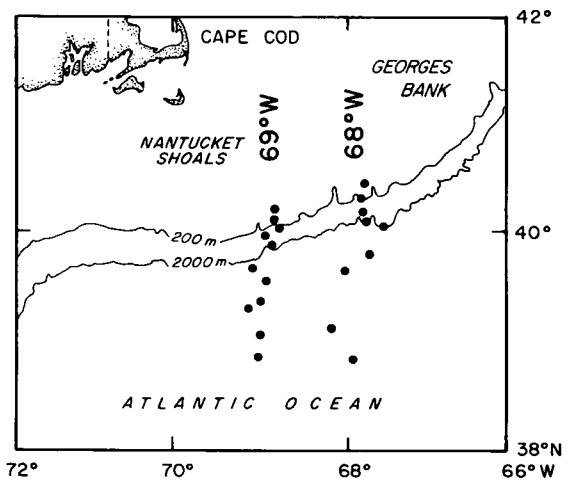 42°
CAPE COD
GEORGES
BANK
69°W
68°W
NANTUCKET
SHOALS
200 m
40°
2000 m
ATLANTIC OCEAN
38°N
72°
70°
68°
66°W